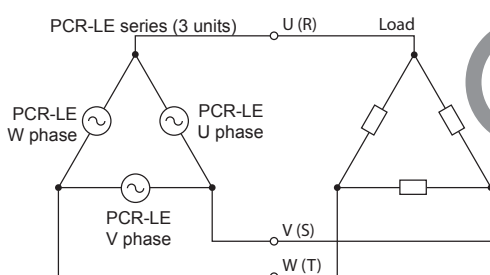 PCR-LE series (3 units)
U (R)
Load
PCR-LE
W phase
PCR-LE
U phase
PCR-LE
V phase
V (S)
W (T)